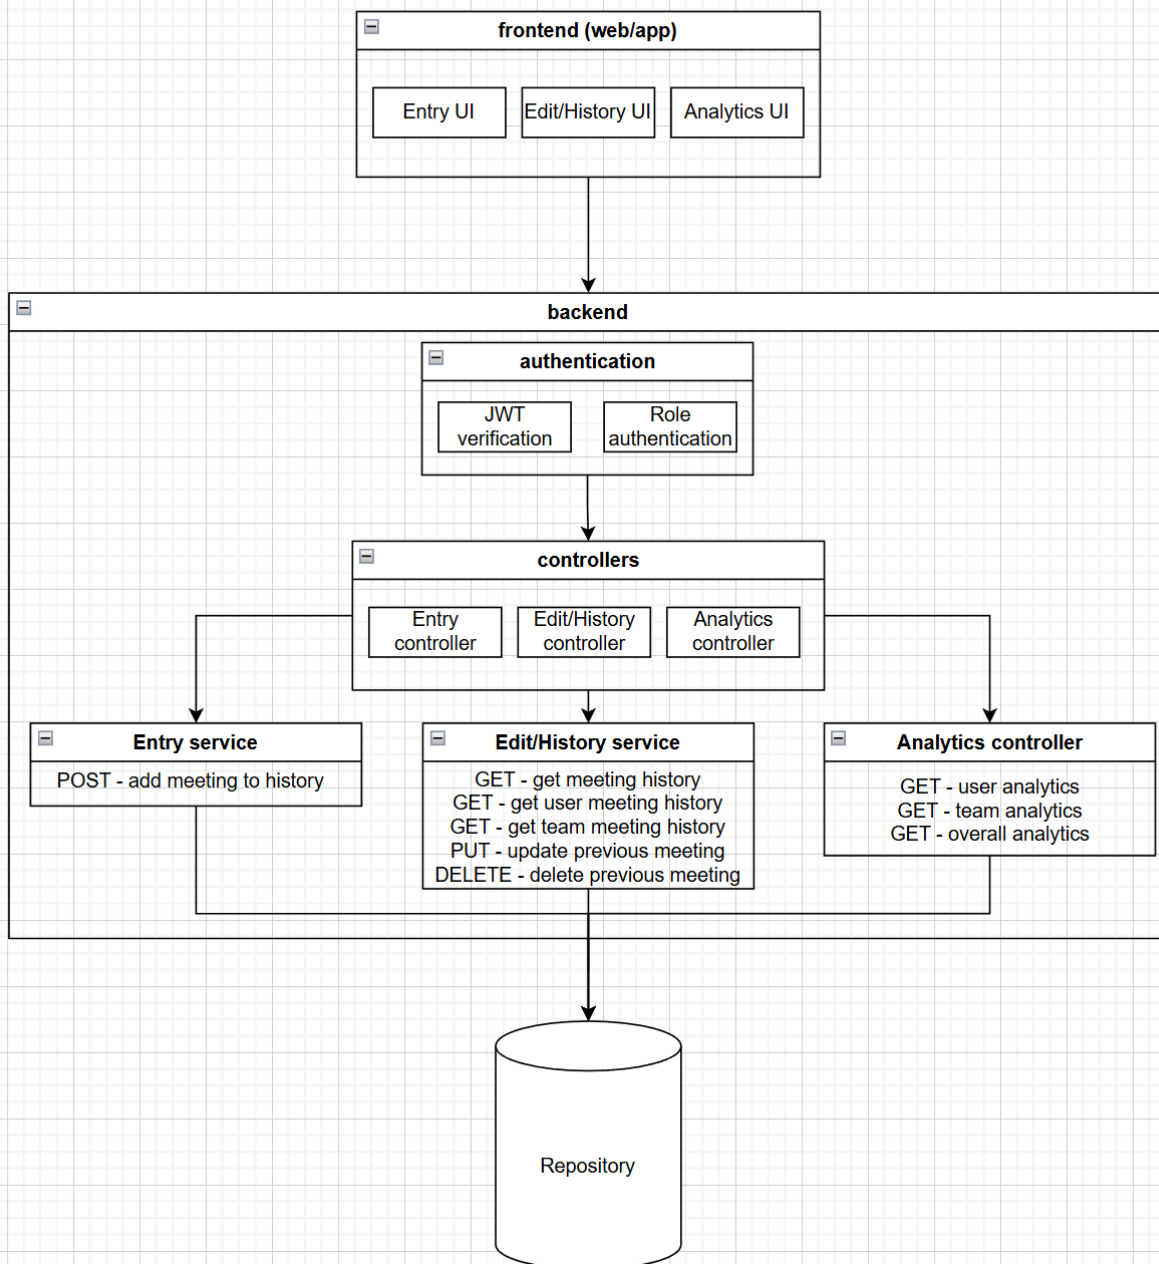 frontend (web/app)
Entry UI
Edit/History UI
Analytics UI
backend
authentication
JWT
verification
Role
authentication
controllers
Entry
controller
Edit/History
controller
Analytics
controller
Entry service
POST - add meeting to history
Edit/History service
GET - get meeting history
GET - get user meeting history
GET - get team meeting history
PUT - update previous meeting
DELETE - delete previous meeting
Analytics controller
GET - user analytics
GET - team analytics
GET - overall analytics
Repository